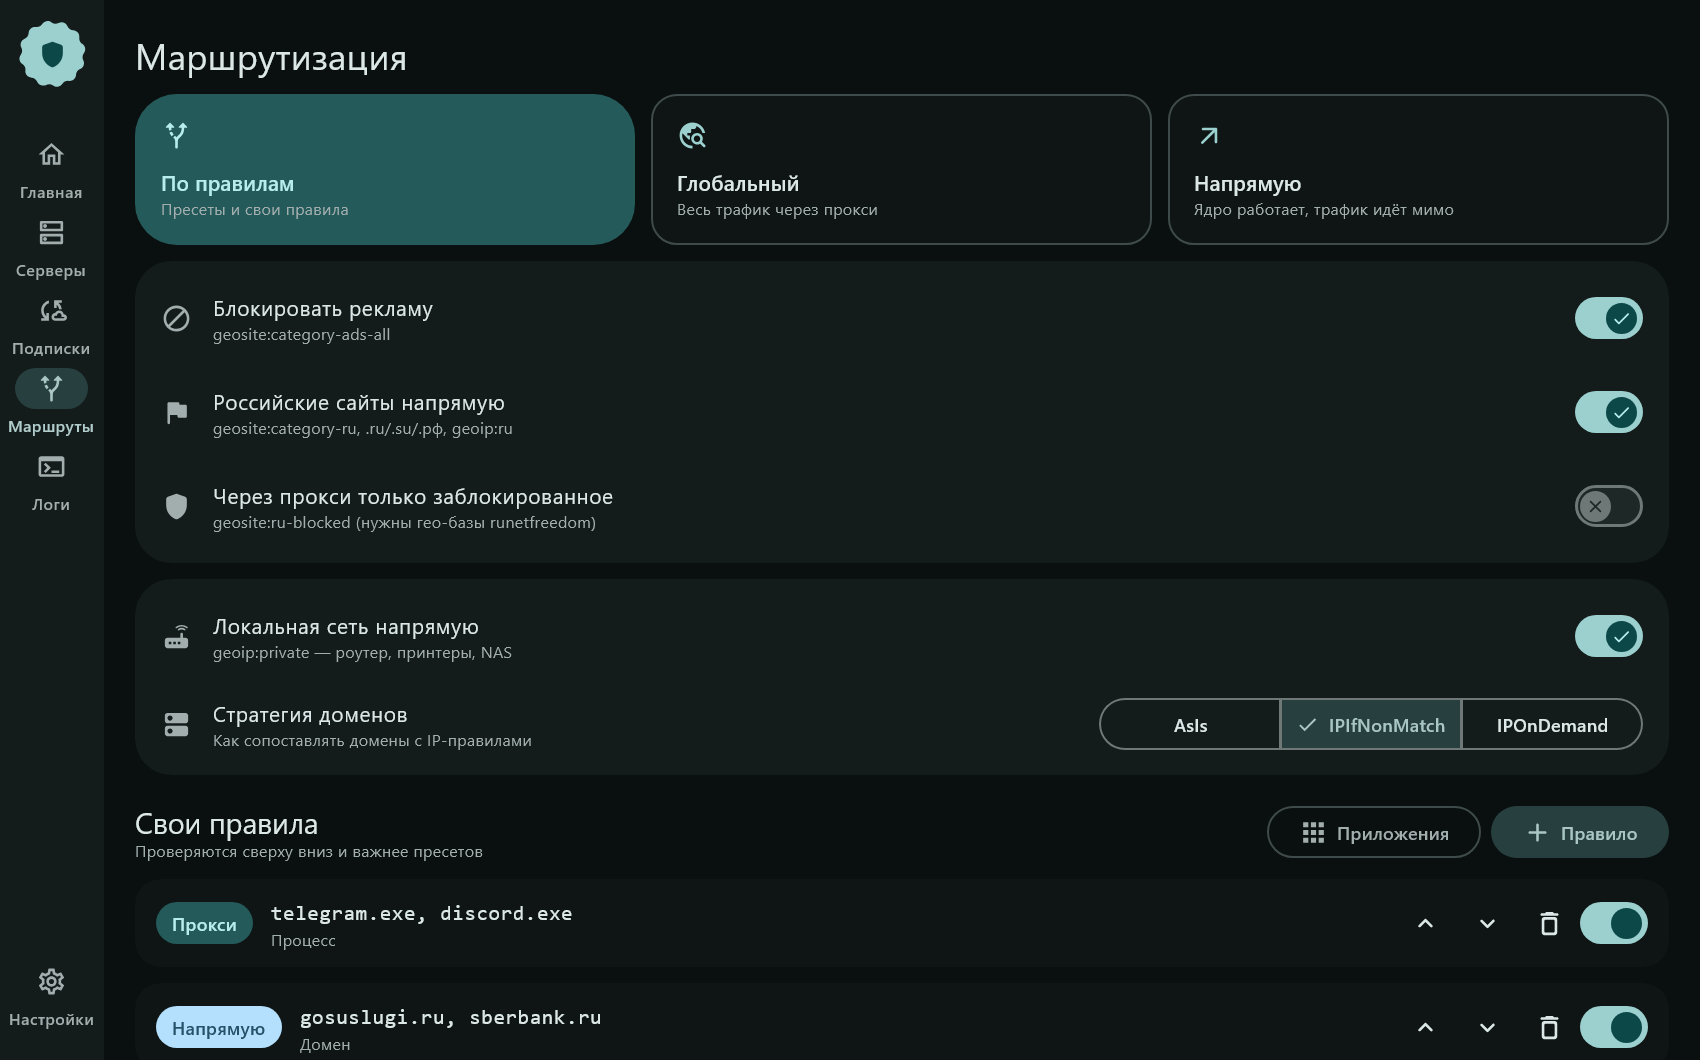 Маршрутизация
Главная
Серверы
Подписки
Маршруты
Логи
Настройки
По правилам
Пресеты и свои правила
Глобальный
Весь трафик через прокси
Напрямую
Ядро работает, трафик идёт мимо
Блокировать рекламу
geosite:category-ads-all
Российские сайты напрямую
geosite:category-ru, .ru/.su/.рф, geoip:ru
Через прокси только заблокированное
geosite:ru-blocked (нужны гео-базы runetfreedom)
Локальная сеть напрямую
geoip:private — роутер, принтеры, NAS
Стратегия доменов
Как сопоставлять домены с IP-правилами
AsIs
IPIfNonMatch
IPOnDemand
Свои правила
Проверяются сверху вниз и важнее пресетов
Приложения
Правило
Прокси
telegram.exe, discord.exe
Процесс
Напрямую
gosuslugi.ru, sberbank.ru
Домен